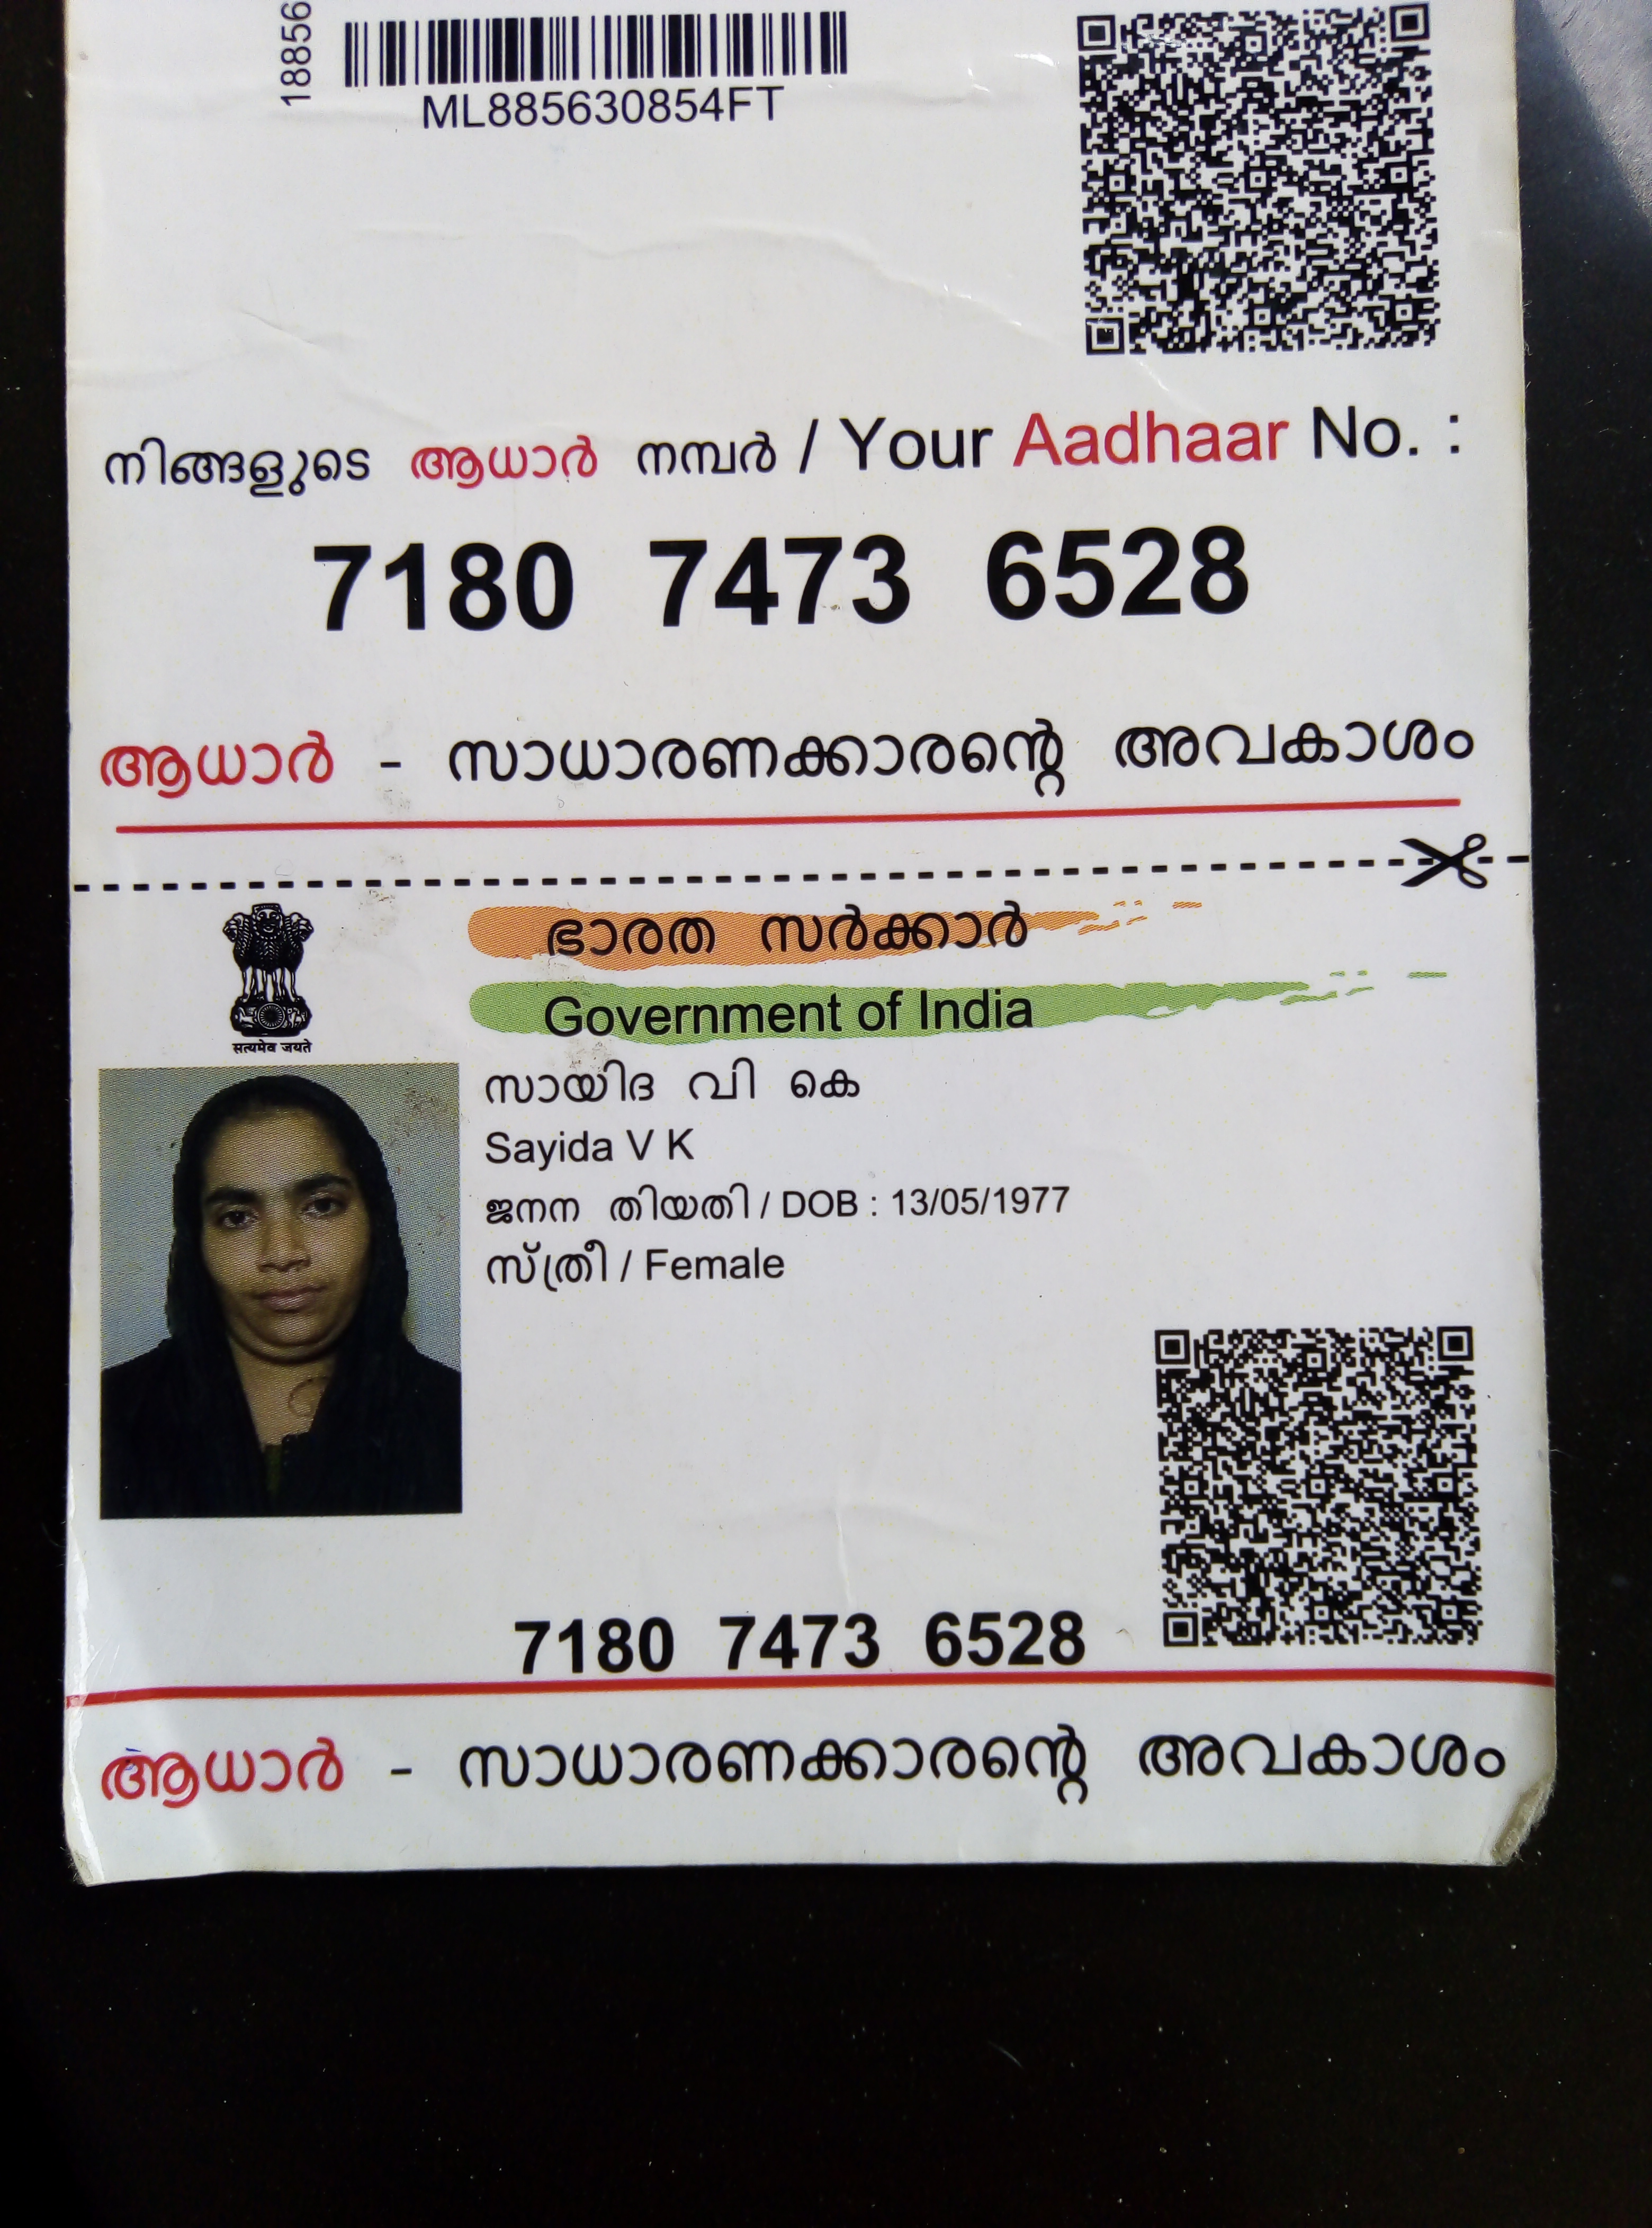 18856
ML885630854FT
നിങ്ങളുടെ ആധാർ നമ്പർ / Your Aadhaar No. :
7180 7473 6528
ആധാർ - സാധാരണക്കാരന്റെ അവകാശം
ഭാരത സർക്കാർ
Government of India
सत्यमेव जयते
സായിദ വി കെ
Sayida V K
ജനന തിയതി / DOB : 13/05/1977
സ്ത്രീ / Female
7180 7473 6528
ആധാർ - സാധാരണക്കാരന്റെ അവകാശം